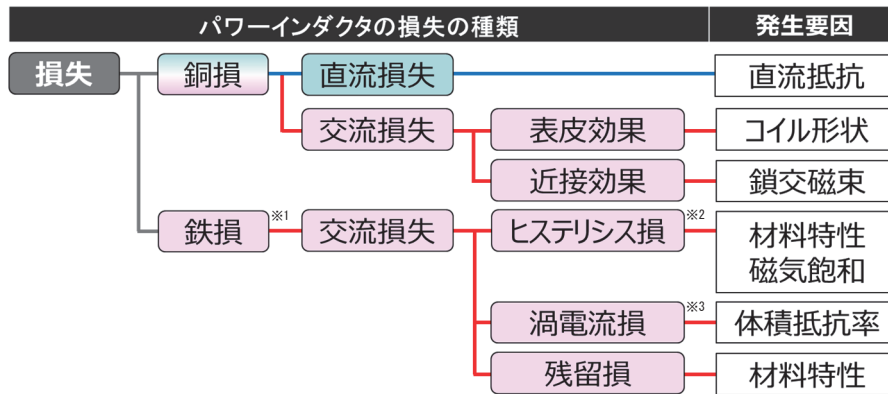 パワーインダクタの損失の種類
発生要因
損失
銅損
直流損失
直流抵抗
交流損失
表皮効果
コイル形状
近接効果
鎖交磁束
鉄損
※1
交流損失
ヒステリシス損
※2
材料特性
磁気飽和
渦電流損
※3
体積抵抗率
残留損
材料特性